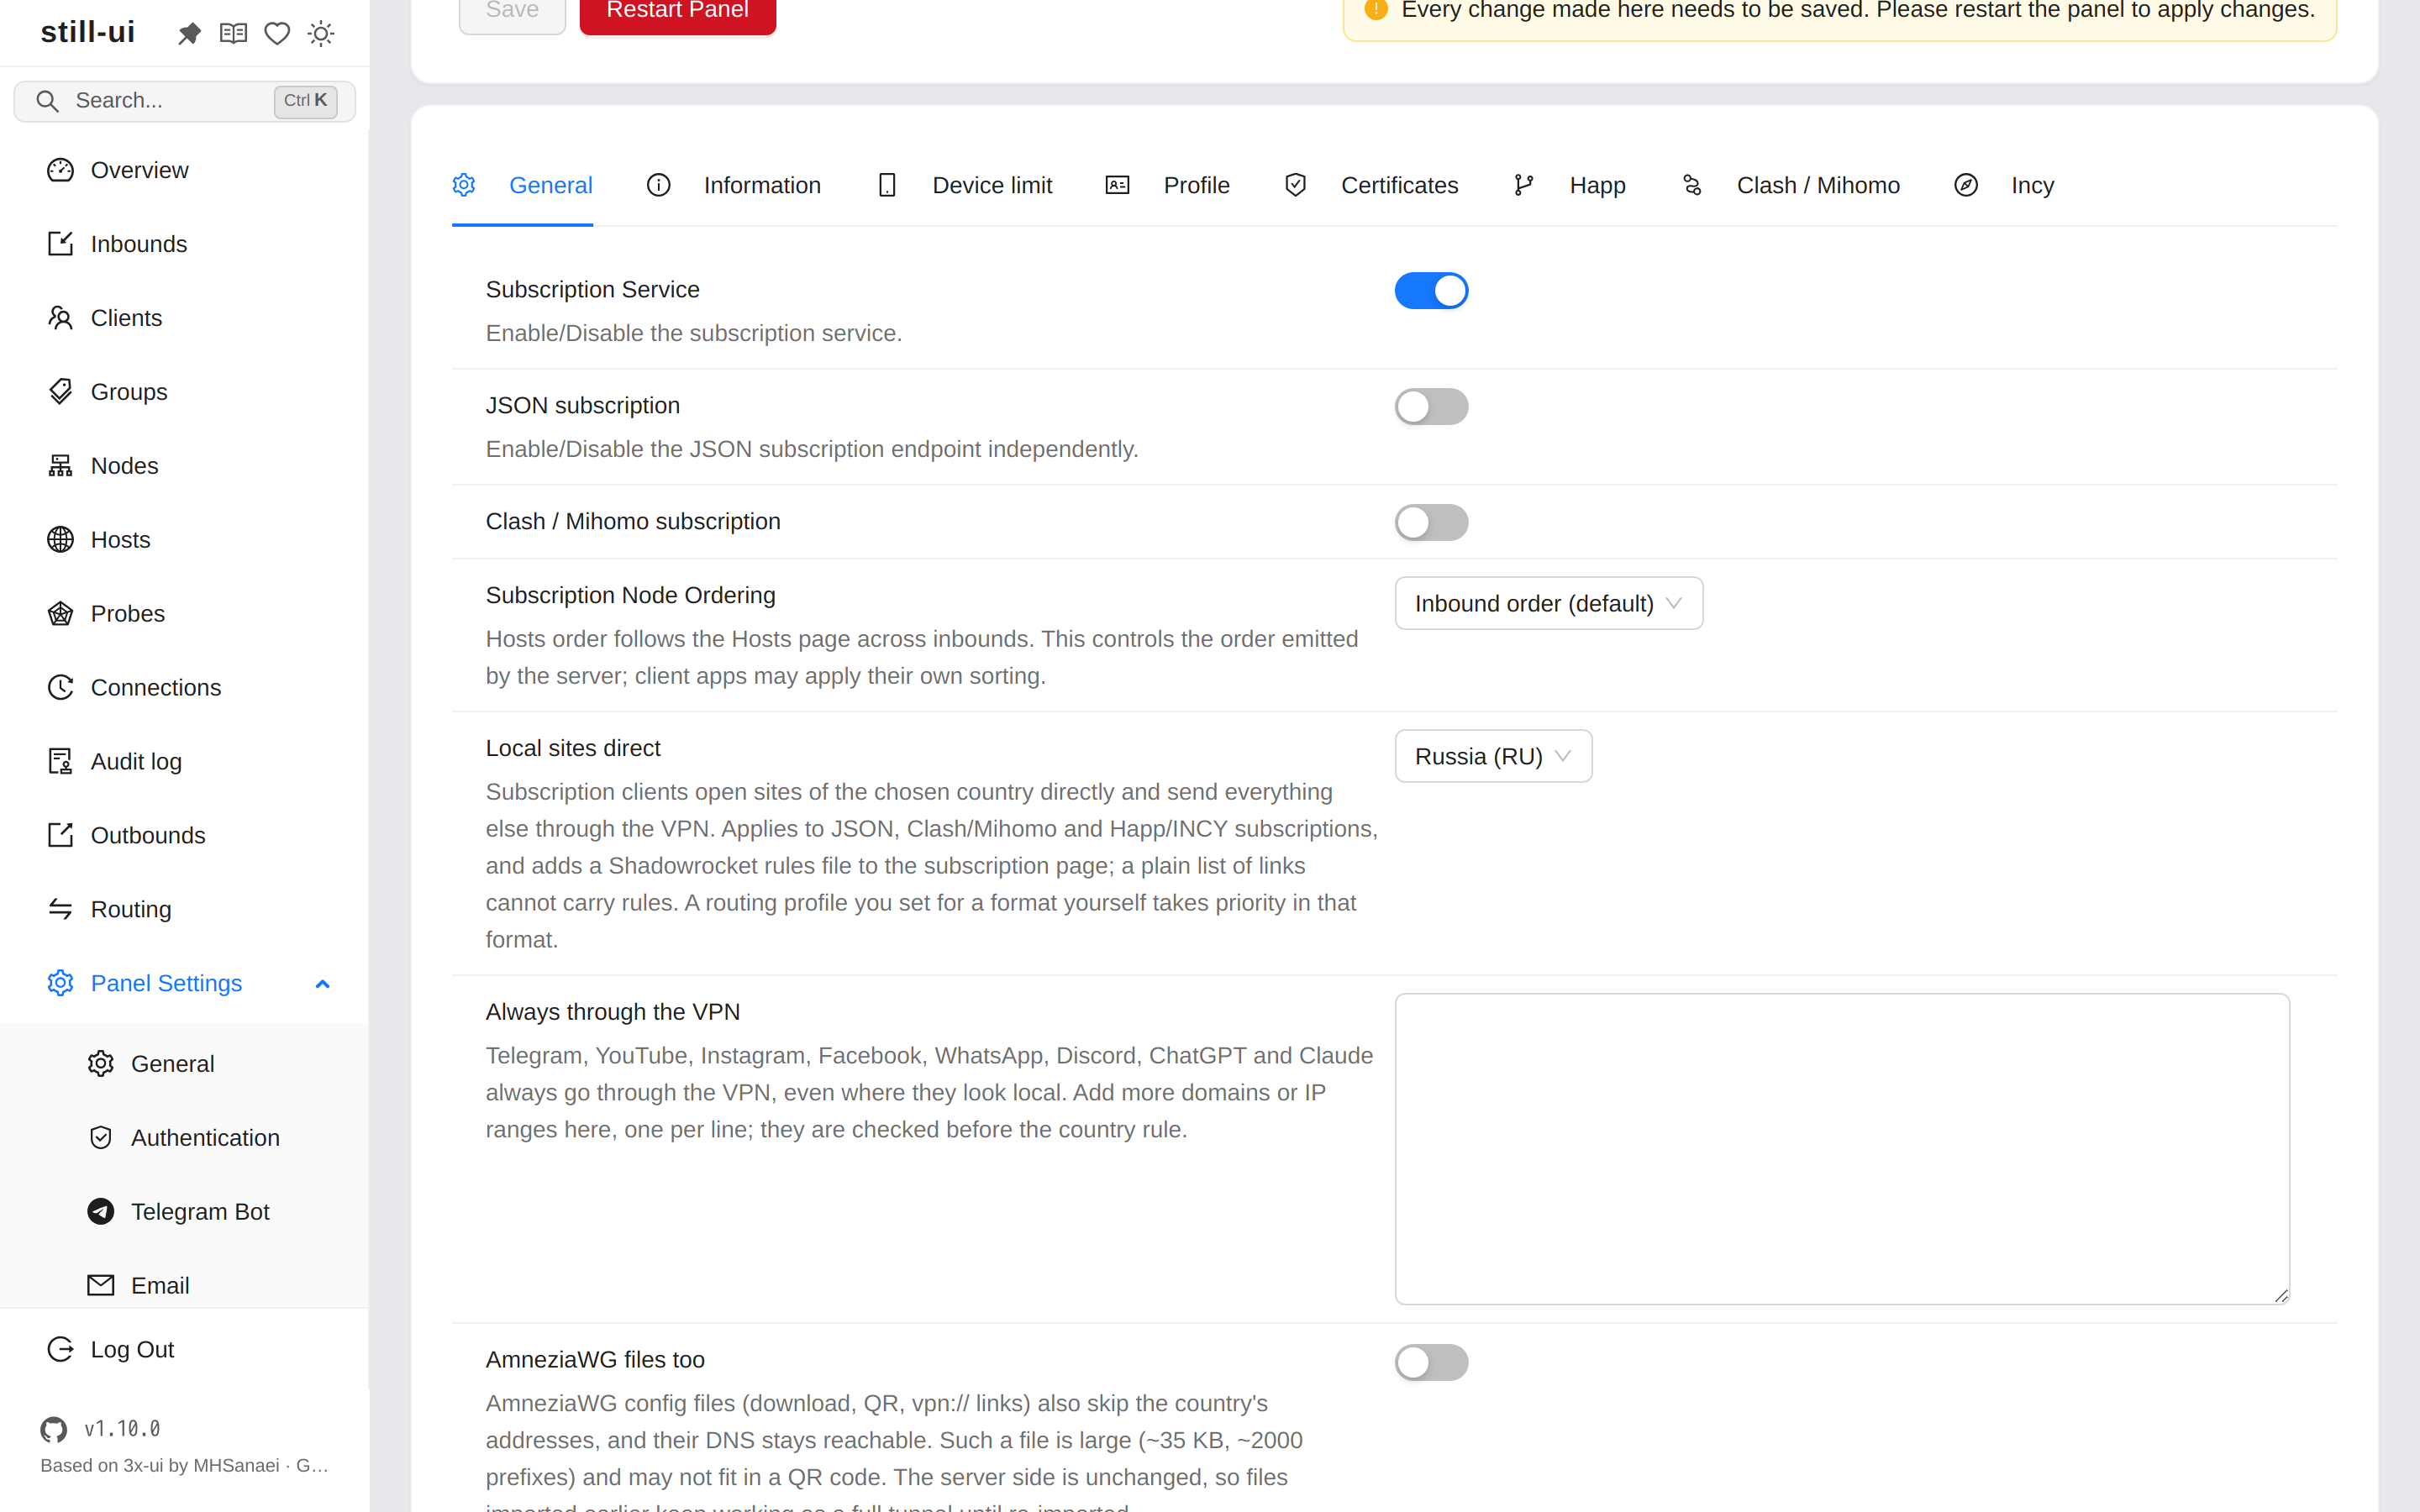 still-ui
Search...
Ctrl K
Overview
Inbounds
Clients
Groups
Nodes
Hosts
Probes
Connections
Audit log
Outbounds
Routing
Panel Settings
General
Authentication
Telegram Bot
Email
Log Out
v1.10.0
Based on 3x-ui by MHSanaei · G…
Save
Restart Panel
Every change made here needs to be saved. Please restart the panel to apply changes.
General
Information
Device limit
Profile
Certificates
Happ
Clash / Mihomo
Incy
Subscription Service
Enable/Disable the subscription service.
JSON subscription
Enable/Disable the JSON subscription endpoint independently.
Clash / Mihomo subscription
Subscription Node Ordering
Hosts order follows the Hosts page across inbounds. This controls the order emitted
by the server; client apps may apply their own sorting.
Inbound order (default)
Local sites direct
Subscription clients open sites of the chosen country directly and send everything
else through the VPN. Applies to JSON, Clash/Mihomo and Happ/INCY subscriptions,
and adds a Shadowrocket rules file to the subscription page; a plain list of links
cannot carry rules. A routing profile you set for a format yourself takes priority in that
format.
Russia (RU)
Always through the VPN
Telegram, YouTube, Instagram, Facebook, WhatsApp, Discord, ChatGPT and Claude
always go through the VPN, even where they look local. Add more domains or IP
ranges here, one per line; they are checked before the country rule.
AmneziaWG files too
AmneziaWG config files (download, QR, vpn:// links) also skip the country's
addresses, and their DNS stays reachable. Such a file is large (~35 KB, ~2000
prefixes) and may not fit in a QR code. The server side is unchanged, so files
imported earlier keep working as a full tunnel until re-imported.